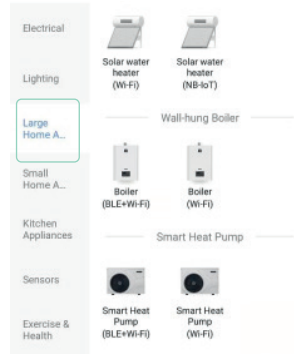 Electrical
Lighting
Large
Home A...
Small
Home A...
Kitchen
Appliances
Sensors
Exercise &
Health
Solar water
heater
(Wi-Fi)
Solar water
heater
(NB-IoT)
Wall-hung Boiler
Boiler
(BLE+Wi-Fi)
Boiler
(Wi-Fi)
Smart Heat Pump
Smart Heat
Pump
(BLE+Wi-Fi)
Smart Heat
Pump
(Wi-Fi)